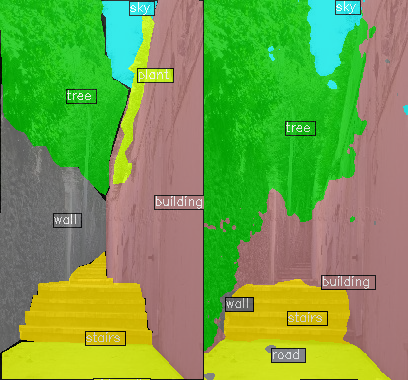 sky
plant
tree
wall
building
stairs
sky
tree
building
wall
stairs
road